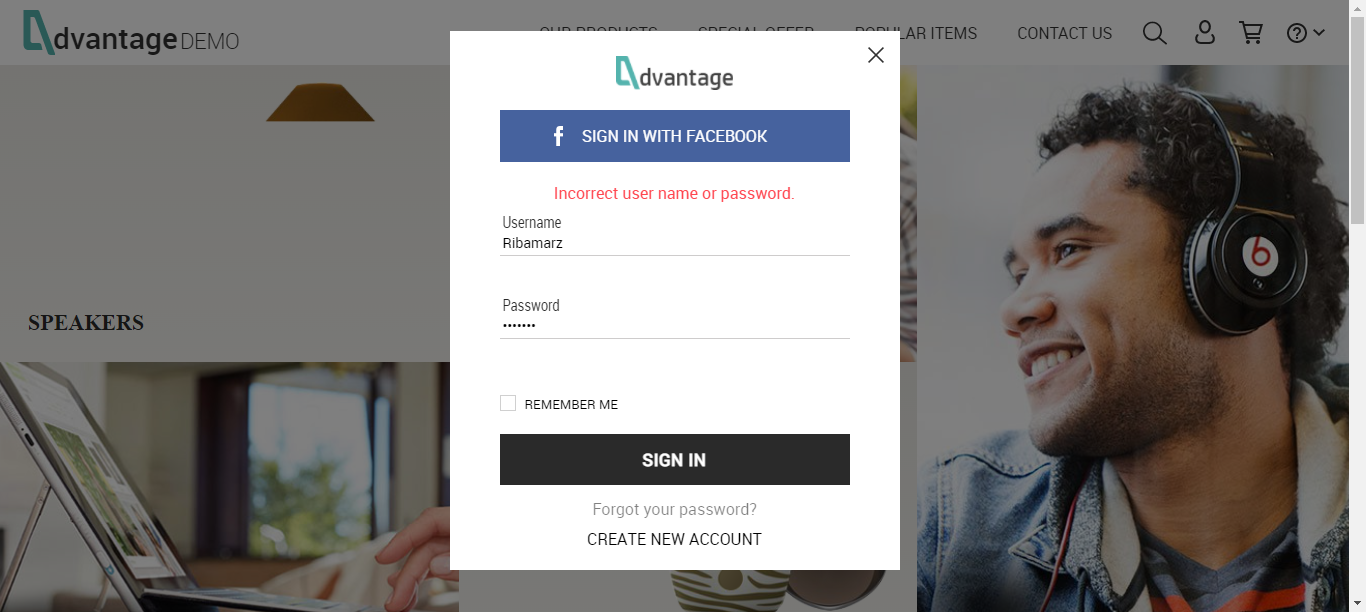 dvantage DEMO
OUR PRODUCTS SPECIAL OFFER POPULAR ITEMS CONTACT US
dvantage
SIGN IN WITH FACEBOOK
Incorrect user name or password.
Username
Ribamarz
Password
•••••••
SPEAKERS
REMEMBER ME
SIGN IN
Forgot your password?
CREATE NEW ACCOUNT